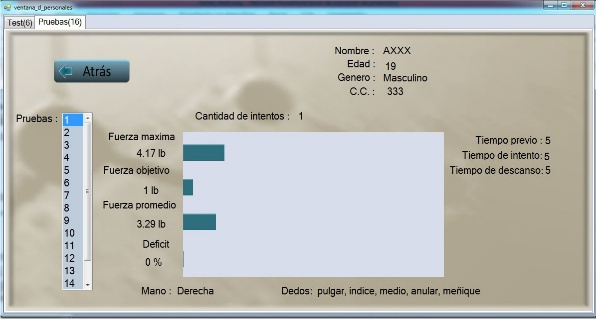 ventana_d_personales
Test(6) Pruebas(16)
Atrás
Nombre : AXXX
Edad : 19
Genero : Masculino
C.C. : 333
Pruebas :
1
2
3
4
5
6
7
8
9
10
11
12
13
14
Cantidad de intentos : 1
Fuerza maxima
4.17 lb
Fuerza objetivo
1 lb
Fuerza promedio
3.29 lb
Deficit
0 %
Tiempo previo : 5
Tiempo de intento: 5
Tiempo de descanso: 5
Mano : Derecha
Dedos: pulgar, indice, medio, anular, meñique